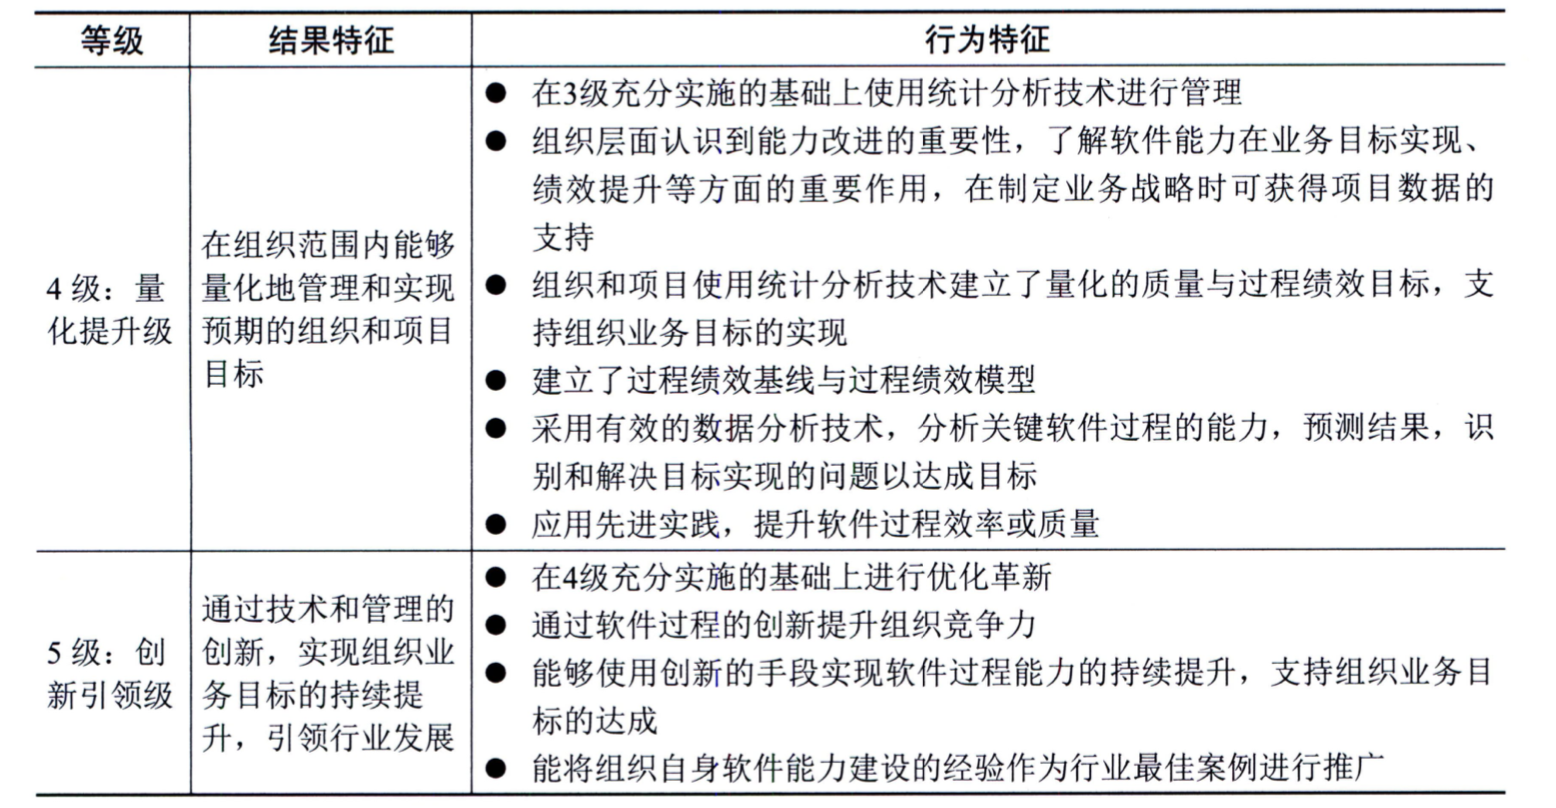 等级 结果特征 行为特征
4 级：量
化提升级
在组织范围内能够
量化地管理和实现
预期的组织和项目
目标
● 在3级充分实施的基础上使用统计分析技术进行管理
● 组织层面认识到能力改进的重要性，了解软件能力在业务目标实现、
绩效提升等方面的重要作用，在制定业务战略时可获得项目数据的
支持
● 组织和项目使用统计分析技术建立了量化的质量与过程绩效目标，支
持组织业务目标的实现
● 建立了过程绩效基线与过程绩效模型
● 采用有效的数据分析技术，分析关键软件过程的能力，预测结果，识
别和解决目标实现的问题以达成目标
● 应用先进实践，提升软件过程效率或质量
5 级：创
新引领级
通过技术和管理的
创新，实现组织业
务目标的持续提
升，引领行业发展
● 在4级充分实施的基础上进行优化革新
● 通过软件过程的创新提升组织竞争力
● 能够使用创新的手段实现软件过程能力的持续提升，支持组织业务目
标的达成
● 能将组织自身软件能力建设的经验作为行业最佳案例进行推广